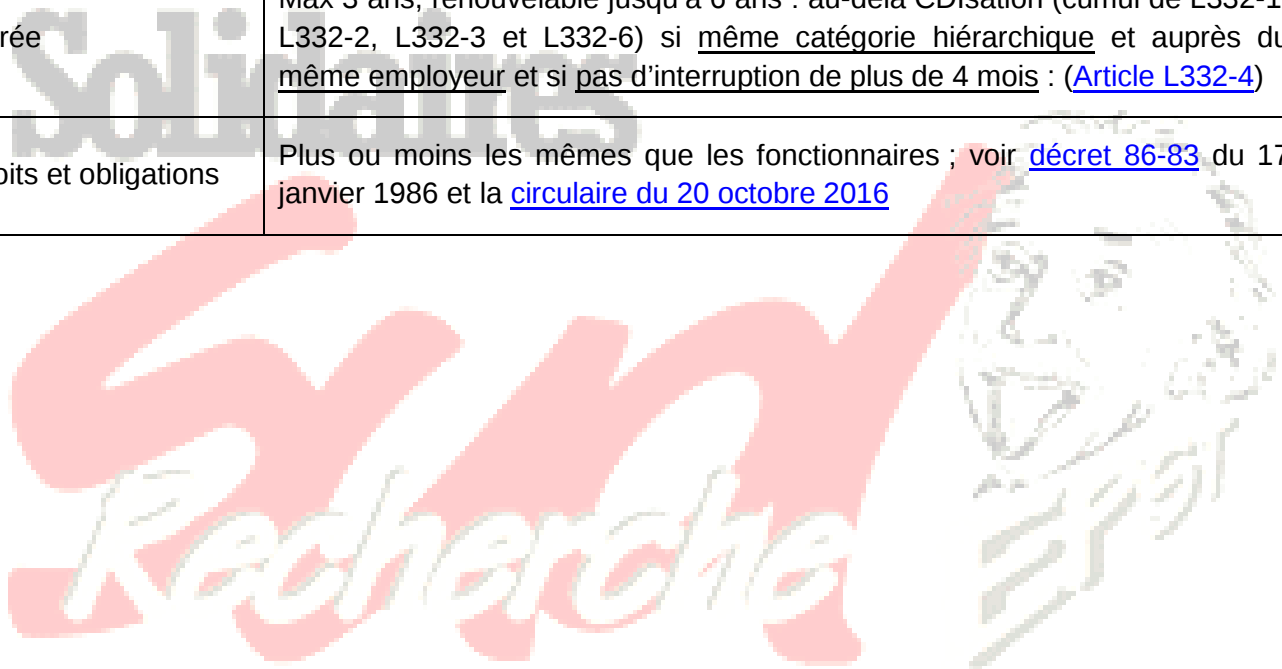 Max 3 ans, renouvelable jusqu'à 6 ans : au-delà CDIsation (cumul de L332-1
rée
L332-2, L332-3 et L332-6) si même catégorie hiérarchique et auprès du
même employeur et si pas d'interruption de plus de 4 mois : (Article L332-4)
oits et obligations
Plus ou moins les mêmes que les fonctionnaires ; voir décret 86-83 du 17
janvier 1986 et la circulaire du 20 octobre 2016
Solidaires
Sud
Recherche
EPST